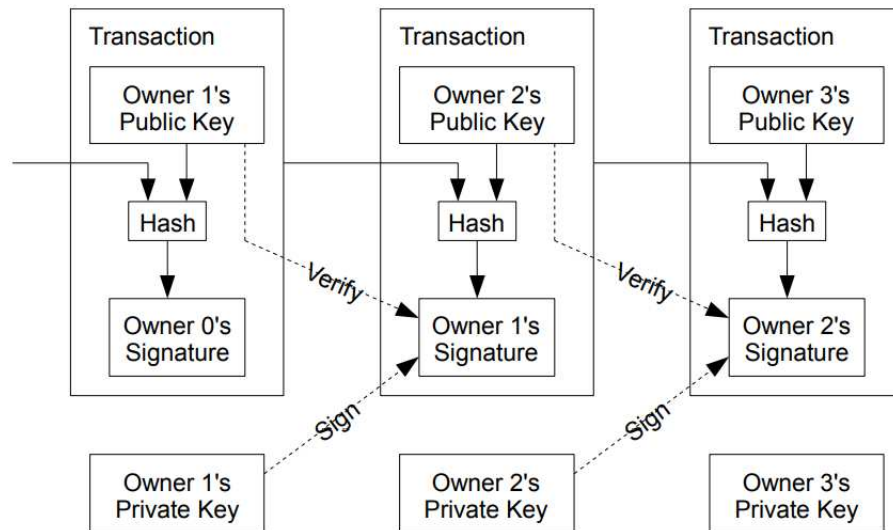 Transaction
Transaction
Transaction
Owner 1's
Public Key
Owner 2's
Public Key
Owner 3's
Public Key
Hash
Hash
Hash
Verify
Verify
Owner 0's
Signature
Owner 1's
Signature
Owner 2's
Signature
Sign
Sign
Owner 1's
Private Key
Owner 2's
Private Key
Owner 3's
Private Key